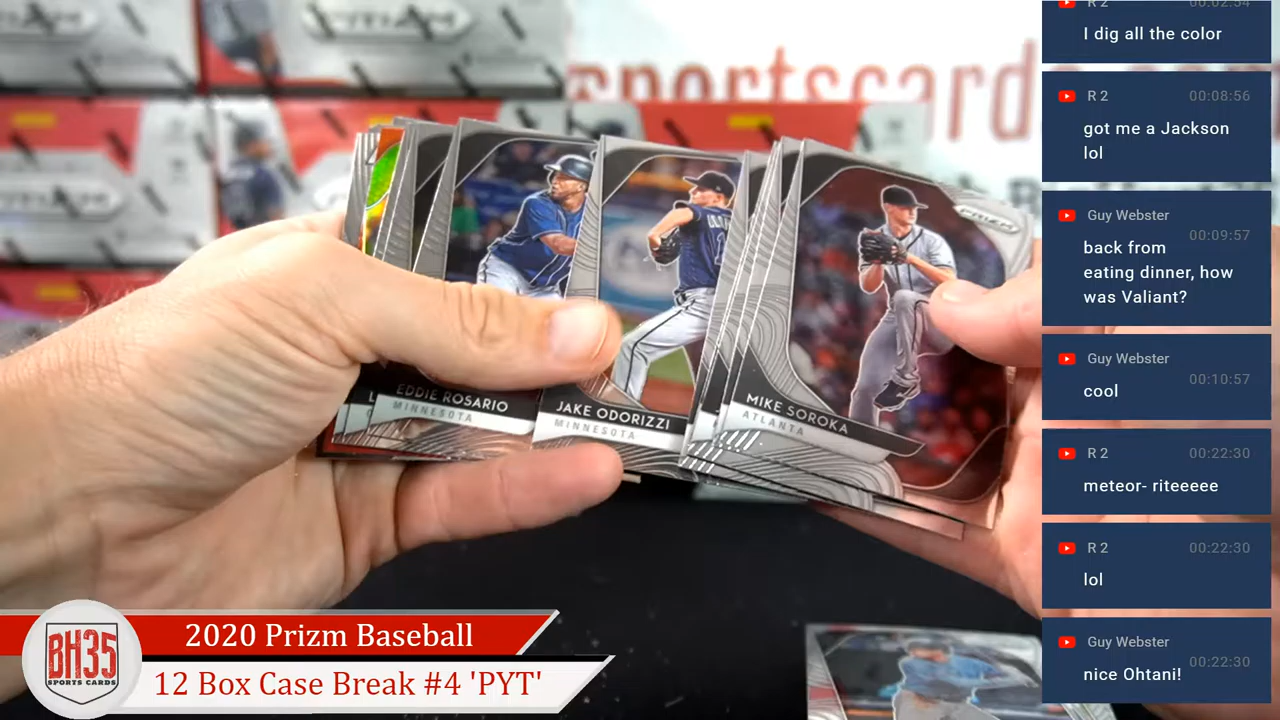 sportscards
PRIZM
EDDIE ROSARIO
MINNESOTA
JAKE ODORIZZI
MINNESOTA
MIKE SOROKA
ATLANTA
BH35
SPORTS CARDS
2020 Prizm Baseball
12 Box Case Break #4 'PYT'
R 2
I dig all the color
R 2 00:08:56
got me a Jackson
lol
Guy Webster 00:09:57
back from
eating dinner, how
was Valiant?
Guy Webster 00:10:57
cool
R 2 00:22:30
meteor- riteeeee
R 2 00:22:30
lol
Guy Webster 00:22:30
nice Ohtani!